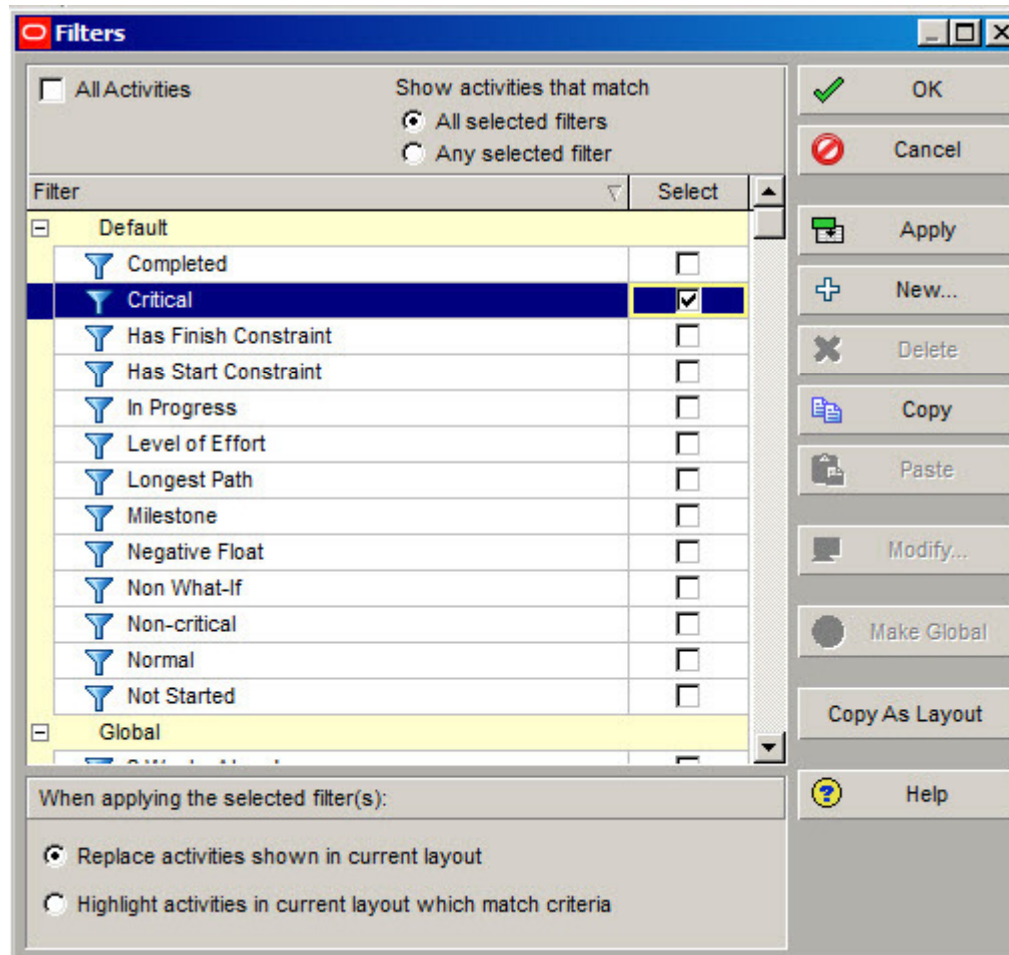 Filters
All Activities
Show activities that match
All selected filters
Any selected filter
Filter Select
Default
Completed
Critical
Has Finish Constraint
Has Start Constraint
In Progress
Level of Effort
Longest Path
Milestone
Negative Float
Non What-If
Non-critical
Normal
Not Started
Global
When applying the selected filter(s):
Replace activities shown in current layout
Highlight activities in current layout which match criteria
OK
Cancel
Apply
New...
Delete
Copy
Paste
Modify...
Make Global
Copy As Layout
Help